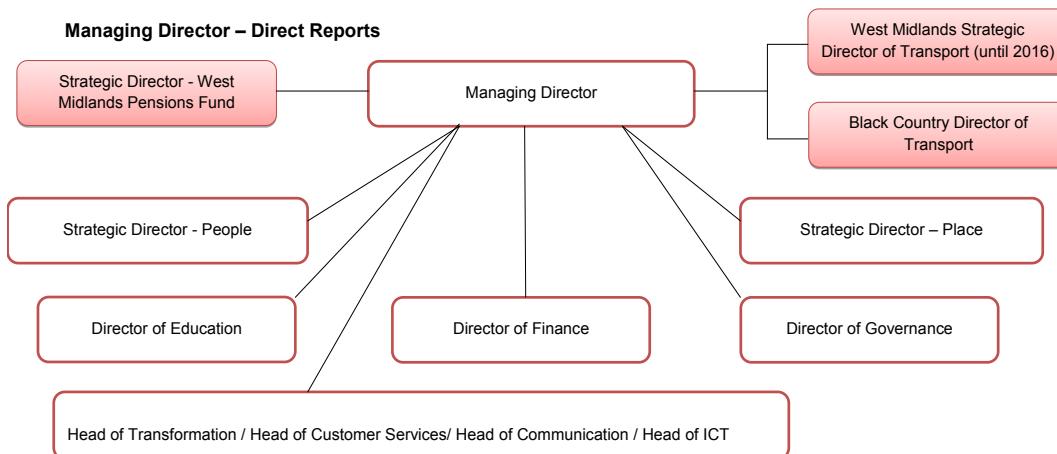 Managing Director – Direct Reports
West Midlands Strategic
Director of Transport (until 2016)
Strategic Director - West
Midlands Pensions Fund
Managing Director
Black Country Director of
Transport
Strategic Director - People
Strategic Director – Place
Director of Education
Director of Finance
Director of Governance
Head of Transformation / Head of Customer Services/ Head of Communication / Head of ICT